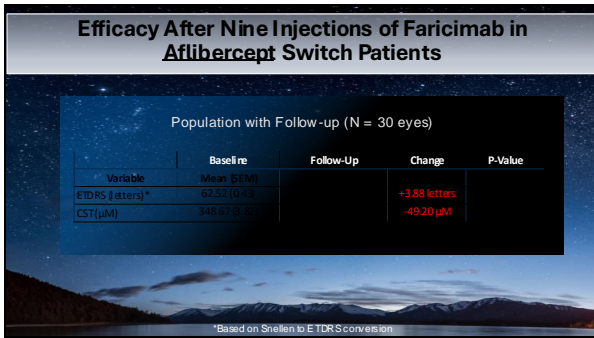 Efficacy After Nine Injections of Faricimab in
Aflibercept Switch Patients
Population with Follow-up (N = 30 eyes)
Baseline Follow-Up Change P-Value
Variable Mean (SEM)
ETDRS (letters)* 62.52 (0.43) +3.88 letters
CST(µM) 348.67 -49.20 µM
*Based on Snellen to ETDRS conversion